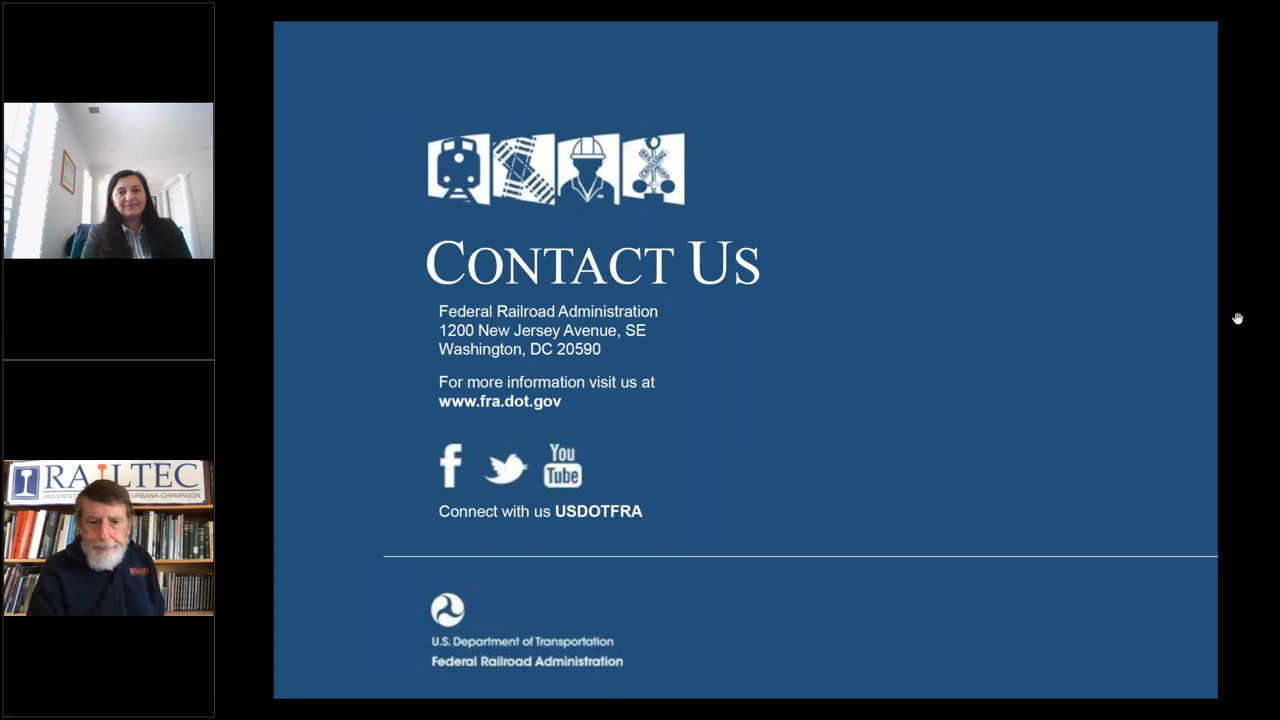 RAILTEC
CONTACT US
Federal Railroad Administration
1200 New Jersey Avenue, SE
Washington, DC 20590
For more information visit us at
www.fra.dot.gov
You
Tube
Connect with us USDOTFRA
U.S. Department of Transportation
Federal Railroad Administration